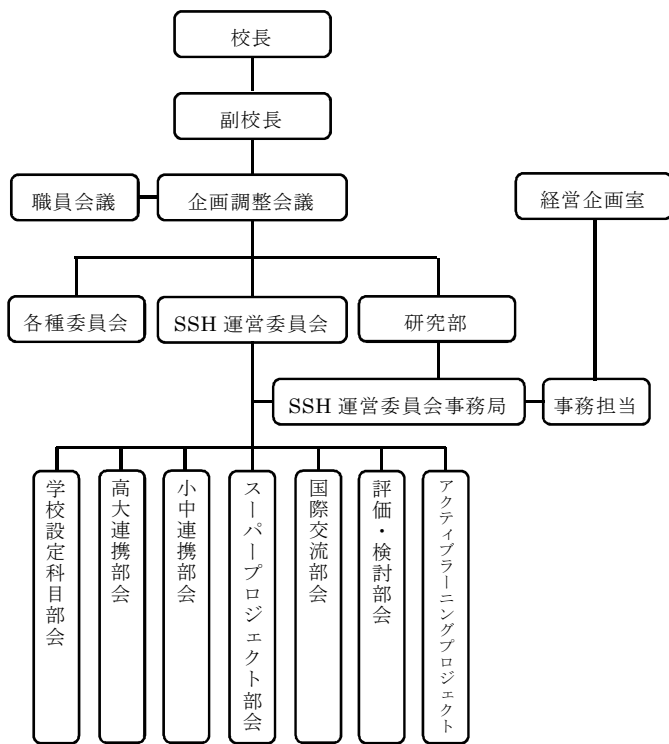 校長
副校長
職員会議
企画調整会議
経営企画室
各種委員会
SSH 運営委員会
研究部
SSH 運営委員会事務局
事務担当
学校設定科目部会
高大連携部会
小中連携部会
スーパープロジェクト部会
国際交流部会
評価・検討部会
アクティブラーニングプロジェクト